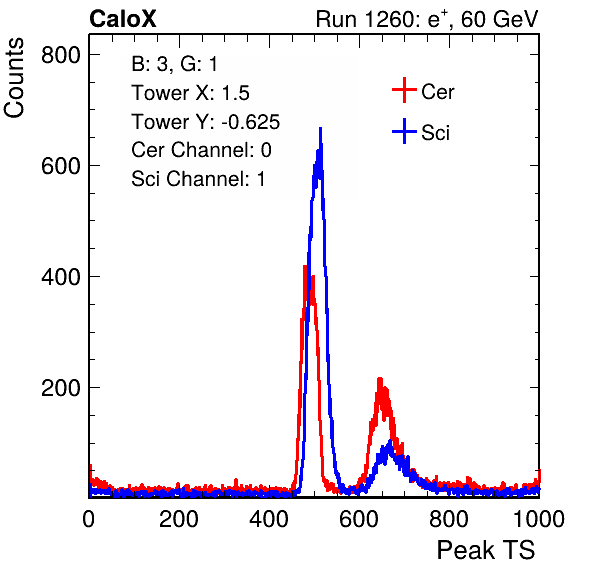 CaloX Run 1260: e⁺, 60 GeV
Counts
B: 3, G: 1
Tower X: 1.5
Tower Y: -0.625
Cer Channel: 0
Sci Channel: 1
Cer
Sci
800
600
400
200
0 200 400 600 800 1000
Peak TS